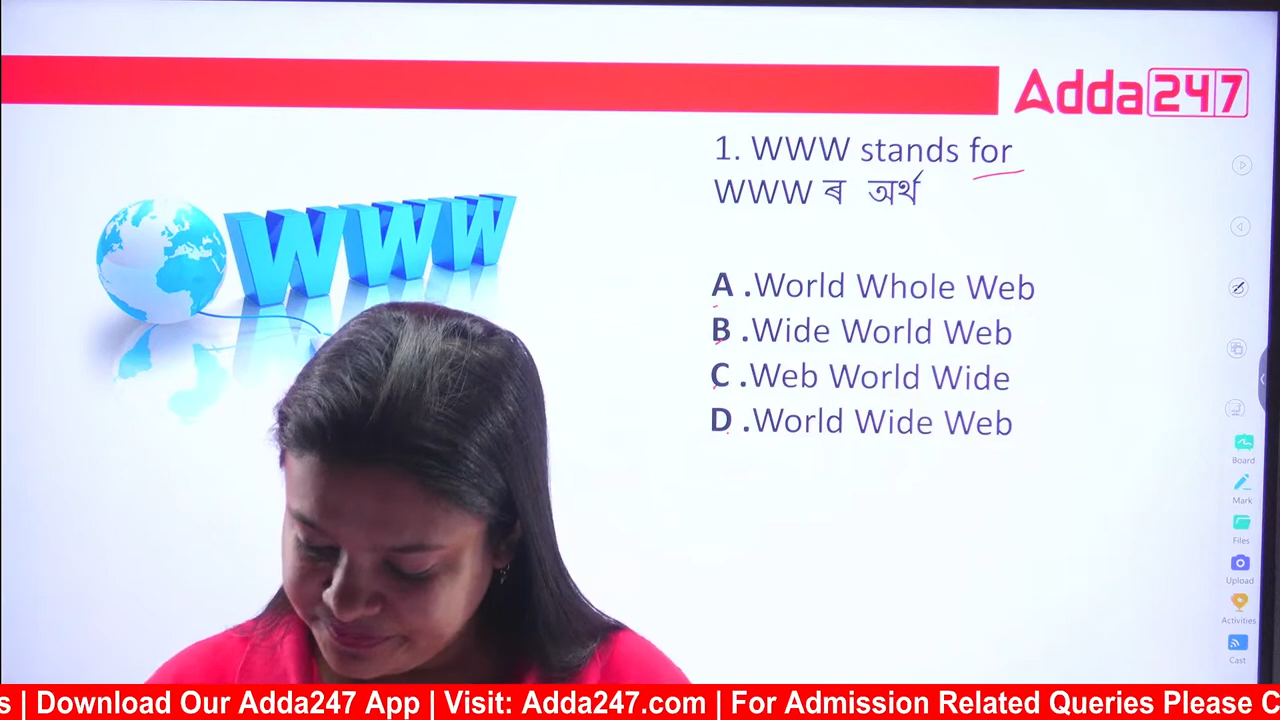 Adda247
1. WWW stands for
WWW ৰ অৰ্থ
WWW
A .World Whole Web
B .Wide World Web
C .Web World Wide
D .World Wide Web
Board
Mark
Files
Upload
Activities
Cast
s | Download Our Adda247 App | Visit: Adda247.com | For Admission Related Queries Please C